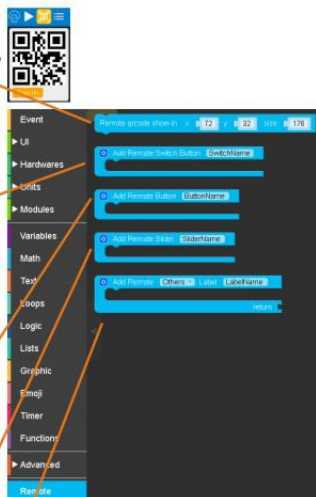 Event
Remote qrcode show in x 72 y 32 size 176
UI
Hardwares
Add Remote Switch Button SwitchName
Units
Add Remote Button ButtonName
Modules
Variables
Add Remote Slider SliderName
Math
Text
Add Remote Others Label LabelName
Loops
return
Logic
Lists
Graphic
Emoji
Timer
Functions
Advanced
Remote